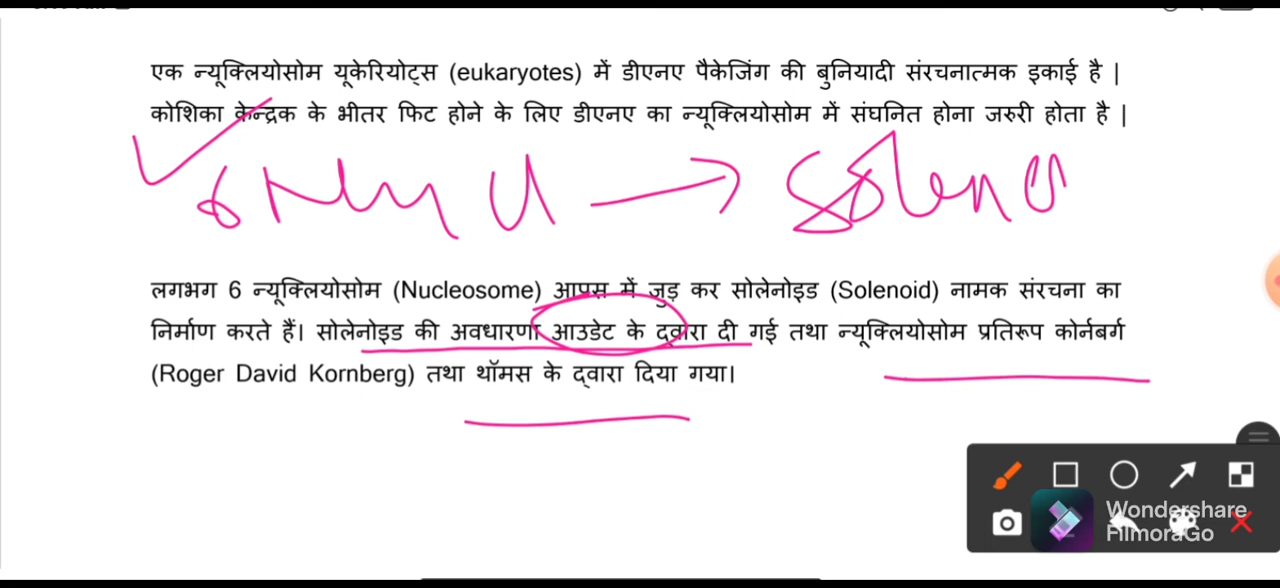 एक न्यूक्लियोसोम यूकेरियोट्स (eukaryotes) में डीएनए पैकेजिंग की बुनियादी संरचनात्मक इकाई है |
कोशिका केन्द्रक के भीतर फिट होने के लिए डीएनए का न्यूक्लियोसोम में संघनित होना जरुरी होता है |
लगभग 6 न्यूक्लियोसोम (Nucleosome) आपस में जुड़ कर सोलेनोइड (Solenoid) नामक संरचना का
निर्माण करते हैं। सोलेनोइड की अवधारणा आउडेट के द्वारा दी गई तथा न्यूक्लियोसोम प्रतिरूप कोर्नबर्ग
(Roger David Kornberg) तथा थॉमस के द्वारा दिया गया।
Wondershare
FilmoraGo